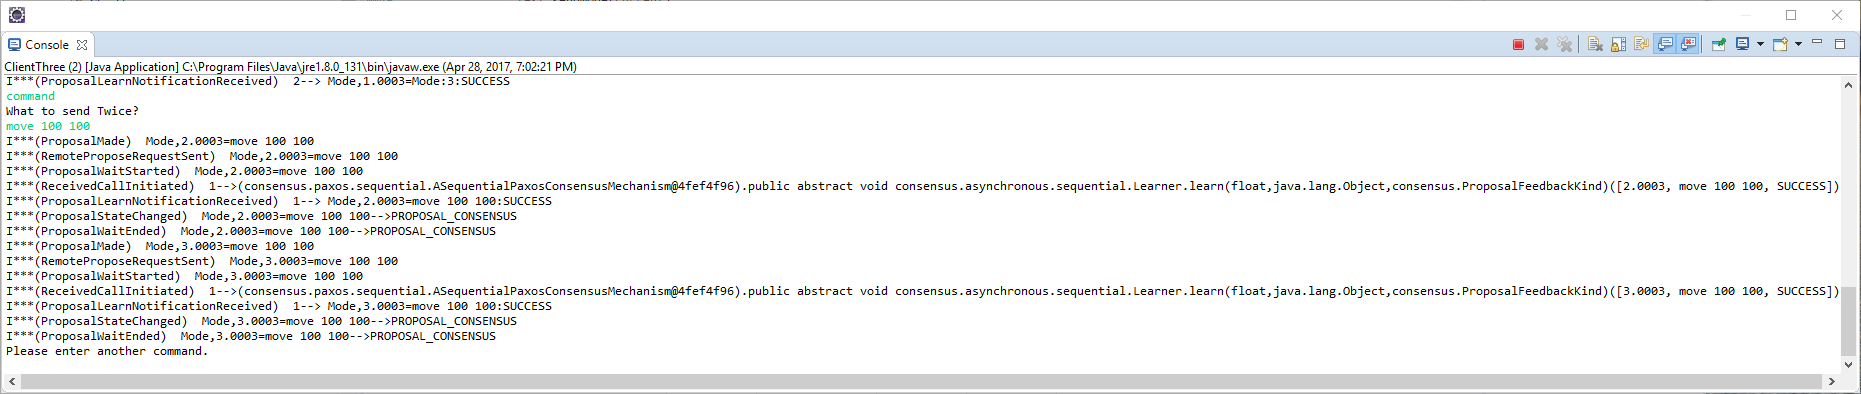 Console
ClientThree (2) [Java Application] C:\Program Files\Java\jre1.8.0_131\bin\javaw.exe (Apr 28, 2017, 7:02:21 PM)
I***(ProposalLearnNotificationReceived)  2--> Mode,1.0003=Mode:3:SUCCESS
command
What to send Twice?
move 100 100
I***(ProposalMade)  Mode,2.0003=move 100 100
I***(RemoteProposeRequestSent)  Mode,2.0003=move 100 100
I***(ProposalWaitStarted)  Mode,2.0003=move 100 100
I***(ReceivedCallInitiated)  1-->(consensus.paxos.sequential.ASequentialPaxosConsensusMechanism@4fef4f96).public abstract void consensus.asynchronous.sequential.Learner.learn(float,java.lang.Object,consensus.ProposalFeedbackKind)([2.0003, move 100 100, SUCCESS])
I***(ProposalLearnNotificationReceived)  1--> Mode,2.0003=move 100 100:SUCCESS
I***(ProposalStateChanged)  Mode,2.0003=move 100 100-->PROPOSAL_CONSENSUS
I***(ProposalWaitEnded)  Mode,2.0003=move 100 100-->PROPOSAL_CONSENSUS
I***(ProposalMade)  Mode,3.0003=move 100 100
I***(RemoteProposeRequestSent)  Mode,3.0003=move 100 100
I***(ProposalWaitStarted)  Mode,3.0003=move 100 100
I***(ReceivedCallInitiated)  1-->(consensus.paxos.sequential.ASequentialPaxosConsensusMechanism@4fef4f96).public abstract void consensus.asynchronous.sequential.Learner.learn(float,java.lang.Object,consensus.ProposalFeedbackKind)([3.0003, move 100 100, SUCCESS])
I***(ProposalLearnNotificationReceived)  1--> Mode,3.0003=move 100 100:SUCCESS
I***(ProposalStateChanged)  Mode,3.0003=move 100 100-->PROPOSAL_CONSENSUS
I***(ProposalWaitEnded)  Mode,3.0003=move 100 100-->PROPOSAL_CONSENSUS
Please enter another command.